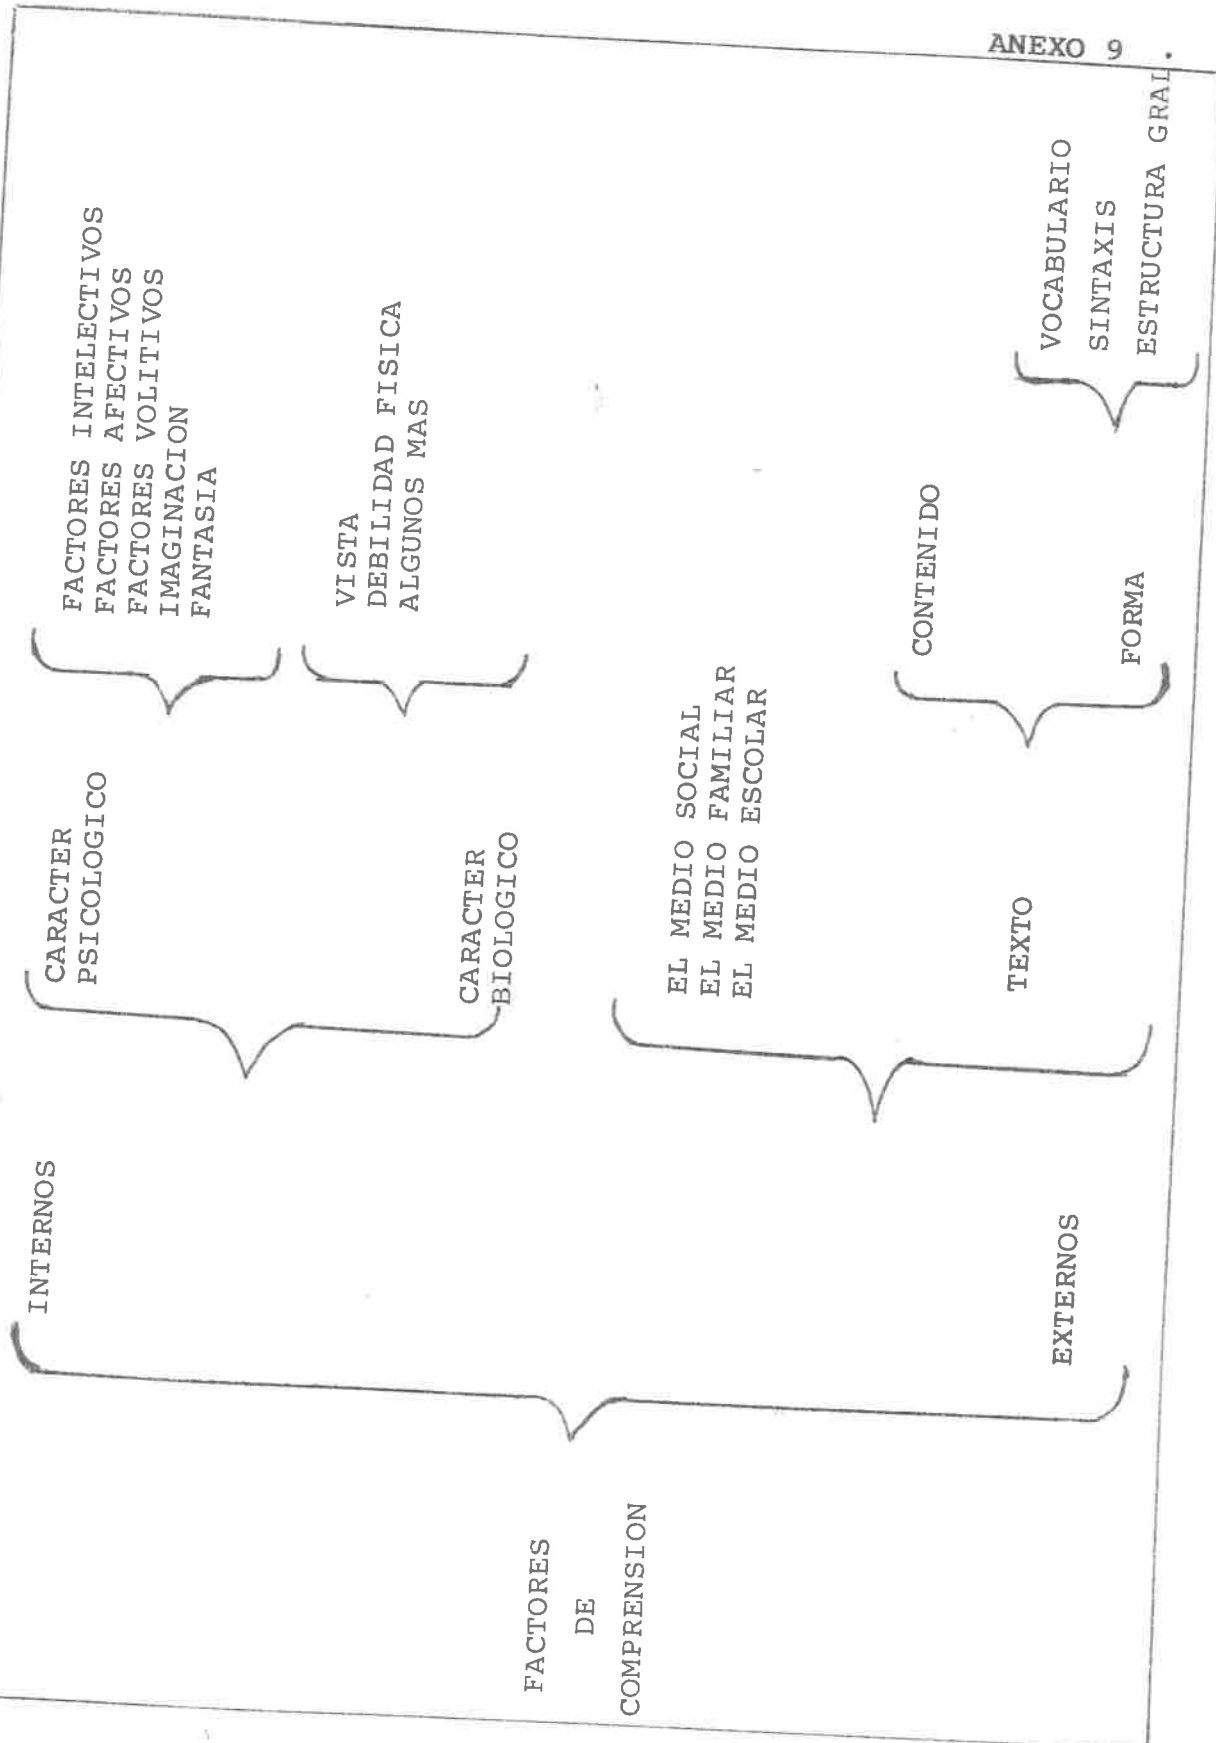 ANEXO 9 .
FACTORES
DE
COMPRENSION
INTERNOS
CARACTER
PSICOLOGICO
FACTORES INTELECTIVOS
FACTORES AFECTIVOS
FACTORES VOLITIVOS
IMAGINACION
FANTASIA
CARACTER
BIOLOGICO
VISTA
DEBILIDAD FISICA
ALGUNOS MAS
EXTERNOS
EL MEDIO SOCIAL
EL MEDIO FAMILIAR
EL MEDIO ESCOLAR
TEXTO
CONTENIDO
FORMA
VOCABULARIO
SINTAXIS
ESTRUCTURA GRAL